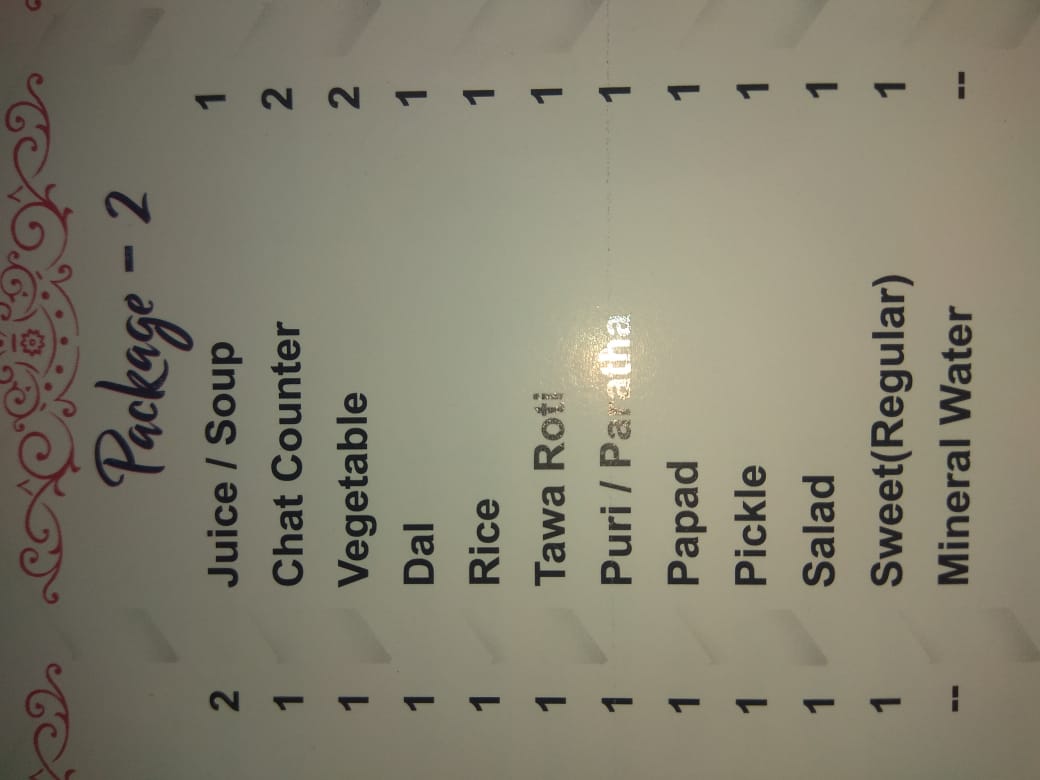 Package - 2
2 Juice / Soup 1
1 Chat Counter 2
1 Vegetable 2
1 Dal 1
1 Rice 1
1 Tawa Roti 1
1 Puri / Paratha 1
1 Papad 1
1 Pickle 1
1 Salad 1
1 Sweet(Regular) 1
-- Mineral Water --